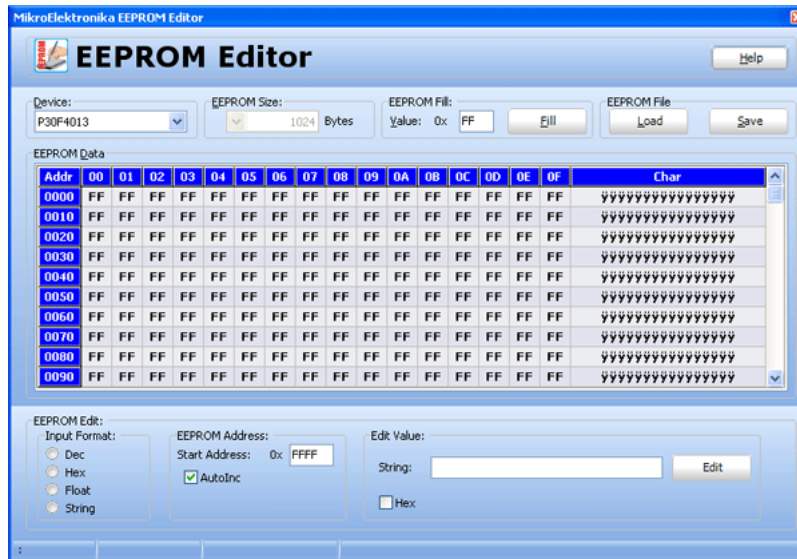 MikroElektronika EEPROM Editor
EEPROM
EEPROM Editor
Help
Device: EEPROM Size: EEPROM Fill: EEPROM File
P30F4013 1024 Bytes Value: 0x FF Fill Load Save
EEPROM Data
Addr 00 01 02 03 04 05 06 07 08 09 0A 0B 0C 0D 0E 0F Char
0000 FF FF FF FF FF FF FF FF FF FF FF FF FF FF FF FF ÿÿÿÿÿÿÿÿÿÿÿÿÿÿÿÿ
0010 FF FF FF FF FF FF FF FF FF FF FF FF FF FF FF FF ÿÿÿÿÿÿÿÿÿÿÿÿÿÿÿÿ
0020 FF FF FF FF FF FF FF FF FF FF FF FF FF FF FF FF ÿÿÿÿÿÿÿÿÿÿÿÿÿÿÿÿ
0030 FF FF FF FF FF FF FF FF FF FF FF FF FF FF FF FF ÿÿÿÿÿÿÿÿÿÿÿÿÿÿÿÿ
0040 FF FF FF FF FF FF FF FF FF FF FF FF FF FF FF FF ÿÿÿÿÿÿÿÿÿÿÿÿÿÿÿÿ
0050 FF FF FF FF FF FF FF FF FF FF FF FF FF FF FF FF ÿÿÿÿÿÿÿÿÿÿÿÿÿÿÿÿ
0060 FF FF FF FF FF FF FF FF FF FF FF FF FF FF FF FF ÿÿÿÿÿÿÿÿÿÿÿÿÿÿÿÿ
0070 FF FF FF FF FF FF FF FF FF FF FF FF FF FF FF FF ÿÿÿÿÿÿÿÿÿÿÿÿÿÿÿÿ
0080 FF FF FF FF FF FF FF FF FF FF FF FF FF FF FF FF ÿÿÿÿÿÿÿÿÿÿÿÿÿÿÿÿ
0090 FF FF FF FF FF FF FF FF FF FF FF FF FF FF FF FF ÿÿÿÿÿÿÿÿÿÿÿÿÿÿÿÿ
EEPROM Edit:
Input Format: EEPROM Address: Edit Value:
Dec Start Address: 0x FFFF
String: Edit
Hex AutoInc
Float Hex
String
: